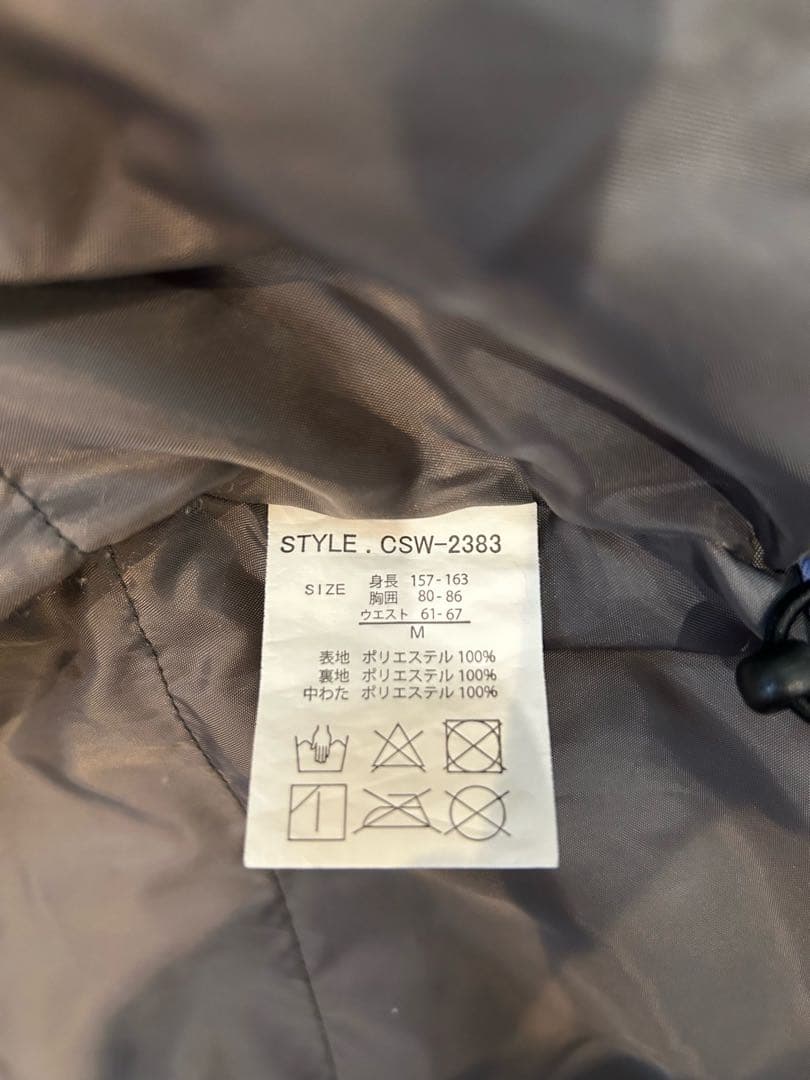 STYLE . CSW-2383
SIZE 身長 157-163
胸囲 80-86
ウエスト 61-67
M
表地 ポリエステル 100%
裏地 ポリエステル 100%
中わた ポリエステル 100%